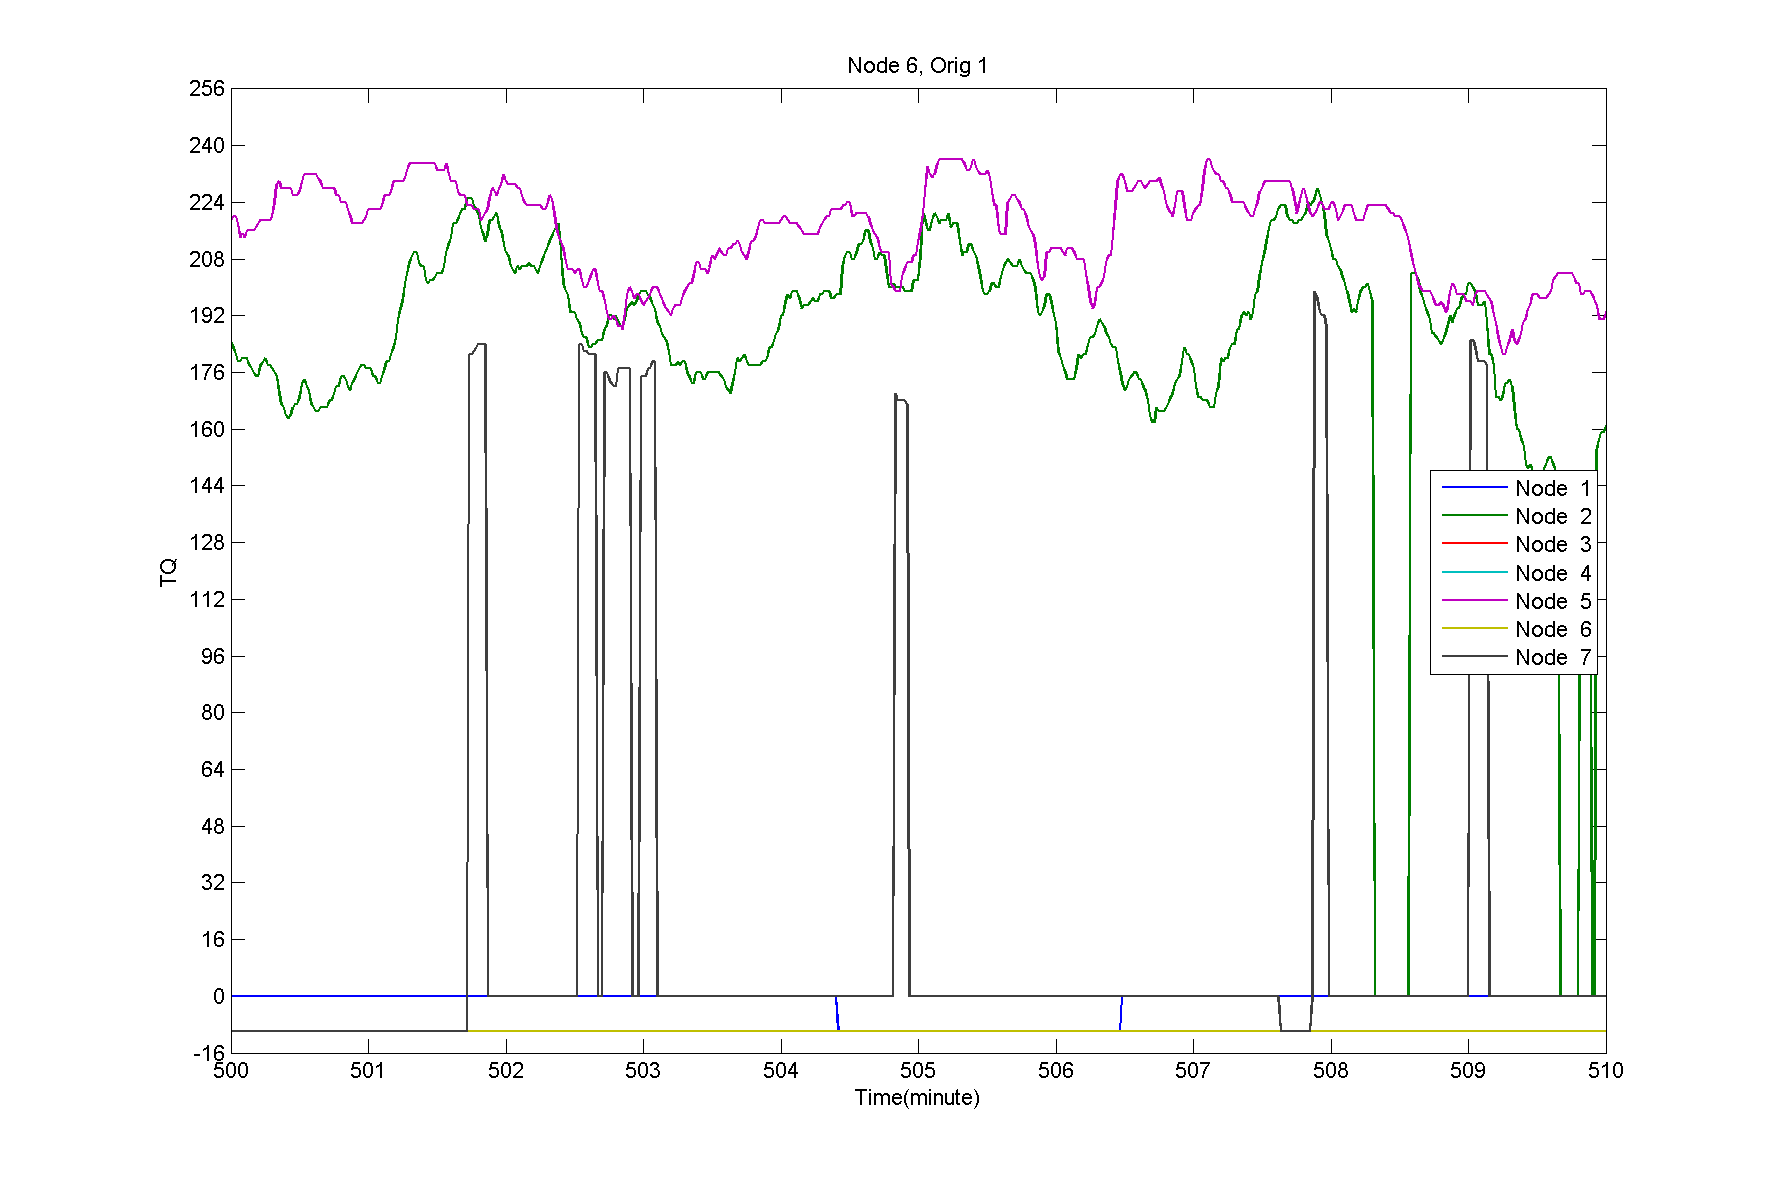 Node 6, Orig 1
256
240
224
208
192
176
160
144
128
112
96
80
64
48
32
16
0
-16
TQ
Node 1
Node 2
Node 3
Node 4
Node 5
Node 6
Node 7
500 501 502 503 504 505 506 507 508 509 510
Time(minute)